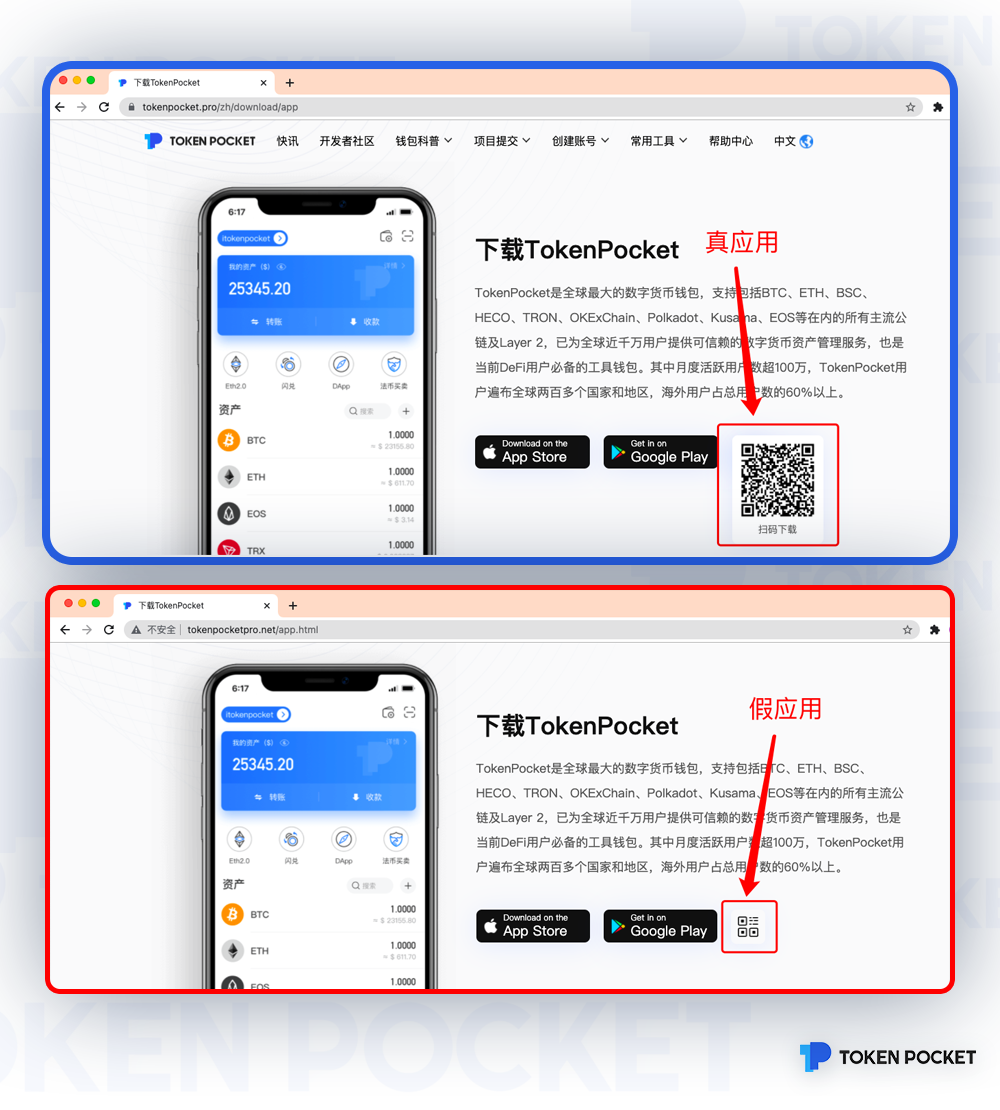 下载TokenPocket
tokenpocket.pro/zh/download/app
TOKEN POCKET 快讯 开发者社区 钱包科普 项目提交 创建账号 常用工具 帮助中心 中文
6:17
itokenpocket
我的资产 ($) 详情
25345.20
转账 收款
Eth2.0 闪兑 DApp 法币买卖
资产 搜索
BTC 1.0000
≈ $ 23155.80
ETH 1.0000
≈ $ 611.70
EOS 1.0000
≈ $ 3.14
TRX 1.0000
下载TokenPocket
真应用
TokenPocket是全球最大的数字货币钱包，支持包括BTC、ETH、BSC、
HECO、TRON、OKExChain、Polkadot、Kusama、EOS等在内的所有主流公
链及Layer 2，已为全球近千万用户提供可信赖的数字货币资产管理服务，也是
当前DeFi用户必备的工具钱包。其中月度活跃用户数超100万，TokenPocket用
户遍布全球两百多个国家和地区，海外用户占总用户数的60%以上。
Download on the
App Store
Get in on
Google Play
扫码下载
下载TokenPocket
不安全 tokenpocketpro.net/app.html
6:17
itokenpocket
我的资产 ($) 详情
25345.20
转账 收款
Eth2.0 闪兑 DApp 法币买卖
资产 搜索
BTC 1.0000
≈ $ 23155.80
ETH 1.0000
≈ $ 611.70
EOS 1.0000
下载TokenPocket
假应用
TokenPocket是全球最大的数字货币钱包，支持包括BTC、ETH、BSC、
HECO、TRON、OKExChain、Polkadot、Kusama、EOS等在内的所有主流公
链及Layer 2，已为全球近千万用户提供可信赖的数字货币资产管理服务，也是
当前DeFi用户必备的工具钱包。其中月度活跃用户数超100万，TokenPocket用
户遍布全球两百多个国家和地区，海外用户占总用户数的60%以上。
Download on the
App Store
Get in on
Google Play
TOKEN POCKET
TOKEN POCKET